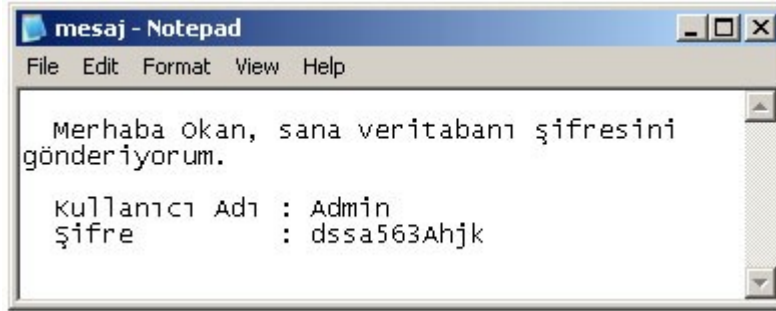 mesaj - Notepad
File Edit Format View Help
Merhaba Okan, sana veritabanı şifresini
gönderiyorum.
Kullanıcı Adı : Admin
Şifre : dssa563Ahjk